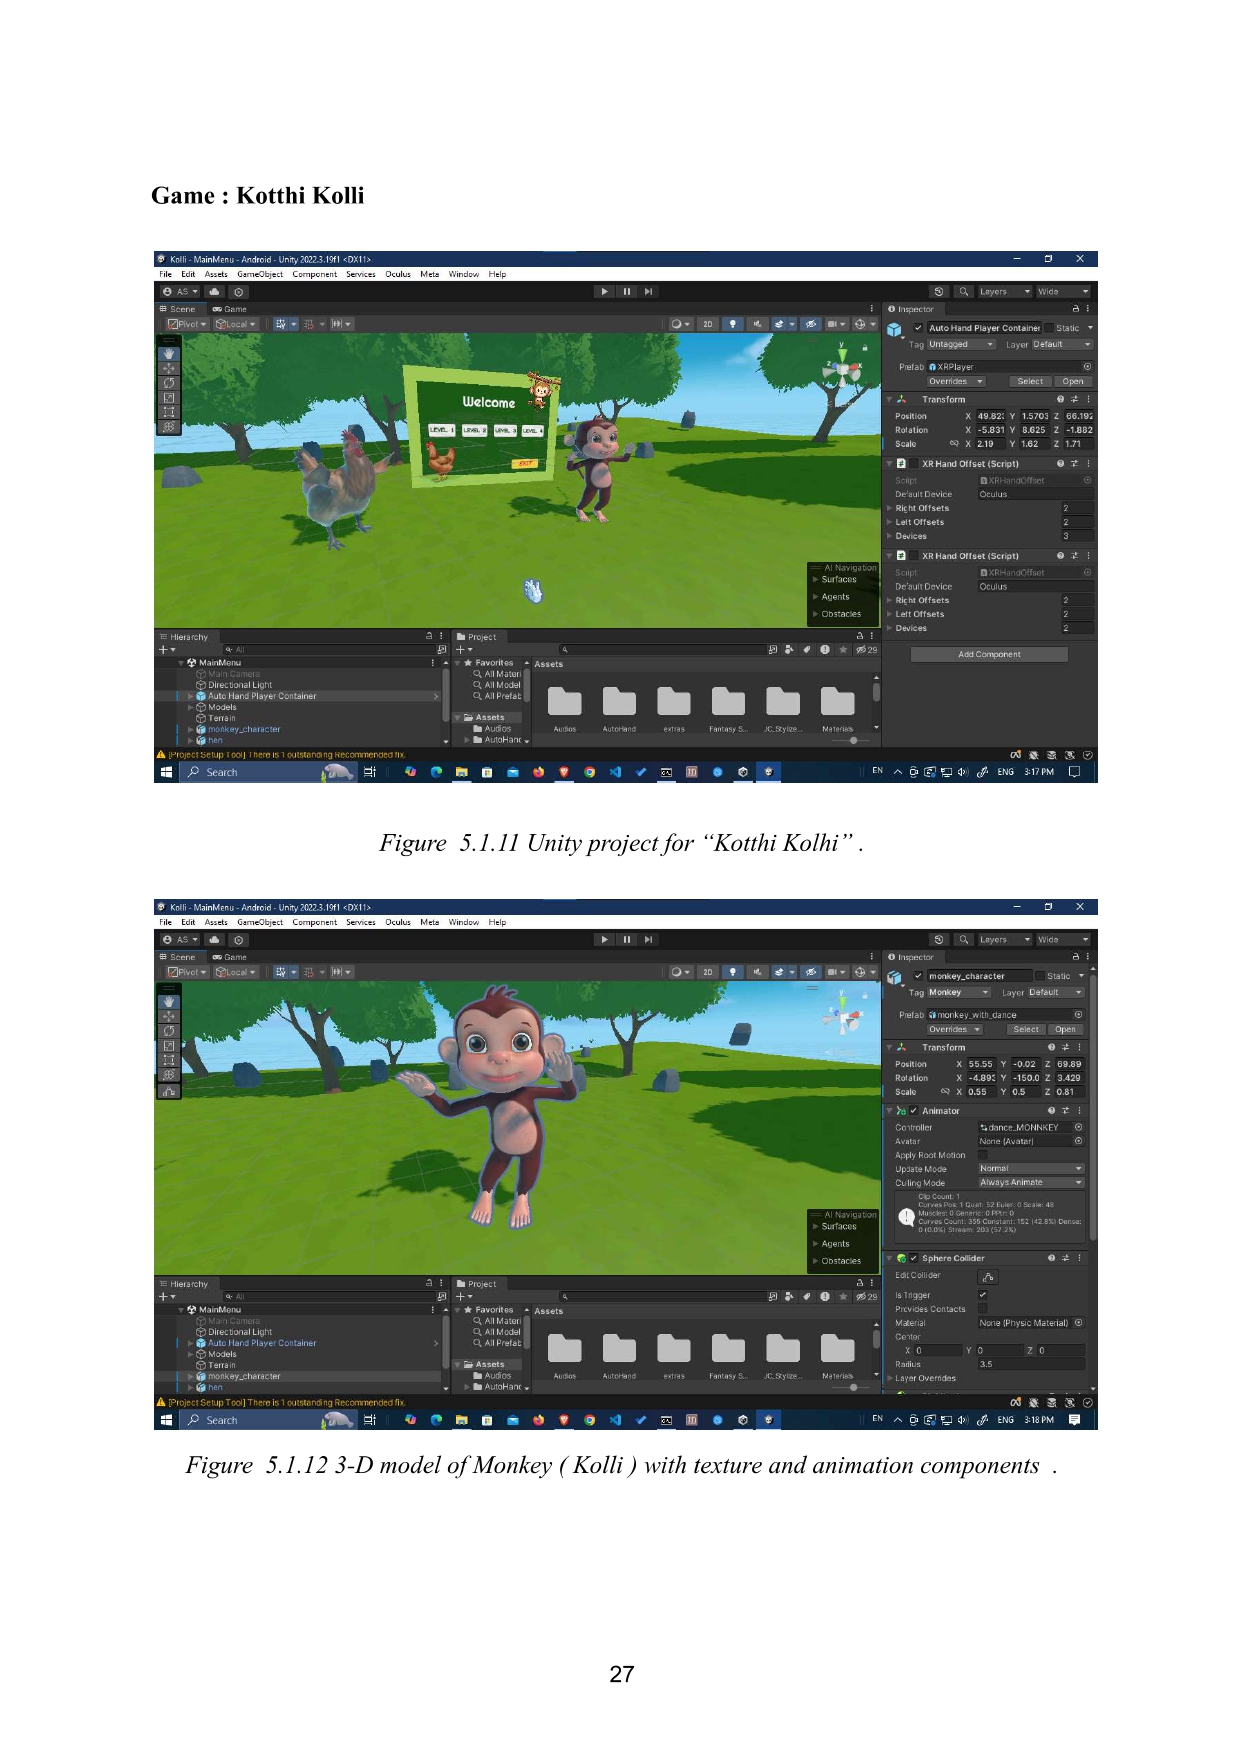 Game : Kotthi Kolli
Kolli - MainMenu - Android - Unity 2022.3.19f1 <DX11>
File Edit Assets GameObject Component Services Oculus Meta Window Help
AS Layers Wide
Scene Game
Pivot Local 2D
Welcome
LEVEL 1 LEVEL 2 LEVEL 3 LEVEL 4
EXIT
AI Navigation
Surfaces
Agents
Obstacles
Inspector
Auto Hand Player Container Static
Tag Untagged Layer Default
Prefab XRPlayer
Overrides Select Open
Transform
Position X 49.82 Y 1.5703 Z 66.192
Rotation X -5.831 Y 8.625 Z -1.882
Scale X 2.19 Y 1.62 Z 1.71
XR Hand Offset (Script)
Script XRHandOffset
Default Device Oculus
Right Offsets 2
Left Offsets 2
Devices 3
XR Hand Offset (Script)
Script XRHandOffset
Default Device Oculus
Right Offsets 2
Left Offsets 2
Devices 2
Add Component
Hierarchy
All
MainMenu
Main Camera
Directional Light
Auto Hand Player Container
Models
Terrain
monkey_character
hen
Project
29
Favorites
All Materi
All Model
All Prefab
Assets
Audios
AutoHand
Assets
Audios AutoHand extras Fantasy S... JC_Stylize... Materials
[Project Setup Tool] There is 1 outstanding Recommended fix.
Search EN ENG 3:17 PM
Figure 5.1.11 Unity project for “Kotthi Kolhi” .
Kolli - MainMenu - Android - Unity 2022.3.19f1 <DX11>
File Edit Assets GameObject Component Services Oculus Meta Window Help
AS Layers Wide
Scene Game
Pivot Local 2D
AI Navigation
Surfaces
Agents
Obstacles
Inspector
monkey_character Static
Tag Monkey Layer Default
Prefab monkey_with_dance
Overrides Select Open
Transform
Position X 55.55 Y -0.02 Z 69.89
Rotation X -4.893 Y -150.0 Z 3.429
Scale X 0.55 Y 0.5 Z 0.81
Animator
Controller dance_MONNKEY
Avatar None (Avatar)
Apply Root Motion
Update Mode Normal
Culling Mode Always Animate
Clip Count: 1
Curves Pos: 1 Quat: 52 Euler: 0 Scale: 48
Muscles: 0 Generic: 0 PPtr: 0
Curves Count: 355 Constant: 152 (42.8%) Dense:
0 (0.0%) Stream: 203 (57.2%)
Sphere Collider
Edit Collider
Is Trigger
Provides Contacts
Material None (Physic Material)
Center
X 0 Y 0 Z 0
Radius 3.5
Layer Overrides
Hierarchy
All
MainMenu
Main Camera
Directional Light
Auto Hand Player Container
Models
Terrain
monkey_character
hen
Project
29
Favorites
All Materi
All Model
All Prefab
Assets
Audios
AutoHand
Assets
Audios AutoHand extras Fantasy S... JC_Stylize... Materials
[Project Setup Tool] There is 1 outstanding Recommended fix.
Search EN ENG 3:18 PM
Figure 5.1.12 3-D model of Monkey ( Kolli ) with texture and animation components .
27